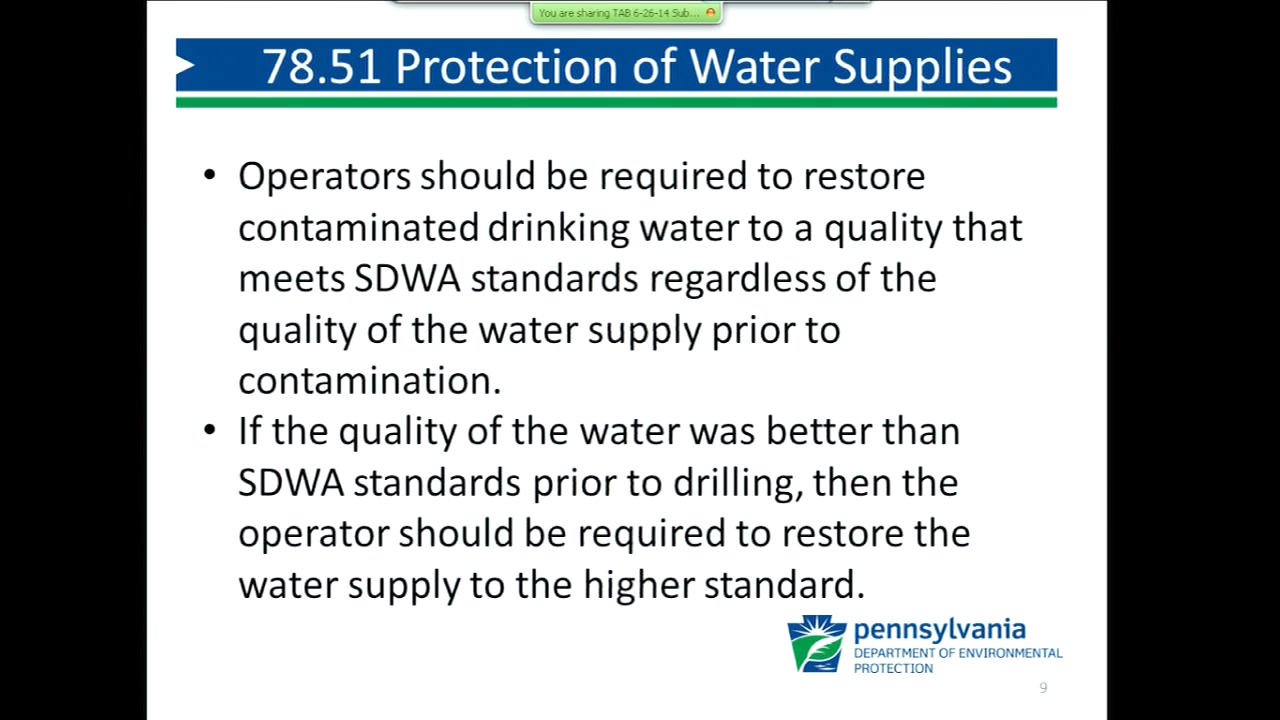 You are sharing TAB 6-26-14 Sub...
78.51 Protection of Water Supplies
• Operators should be required to restore
contaminated drinking water to a quality that
meets SDWA standards regardless of the
quality of the water supply prior to
contamination.
• If the quality of the water was better than
SDWA standards prior to drilling, then the
operator should be required to restore the
water supply to the higher standard.
pennsylvania
DEPARTMENT OF ENVIRONMENTAL
PROTECTION
9